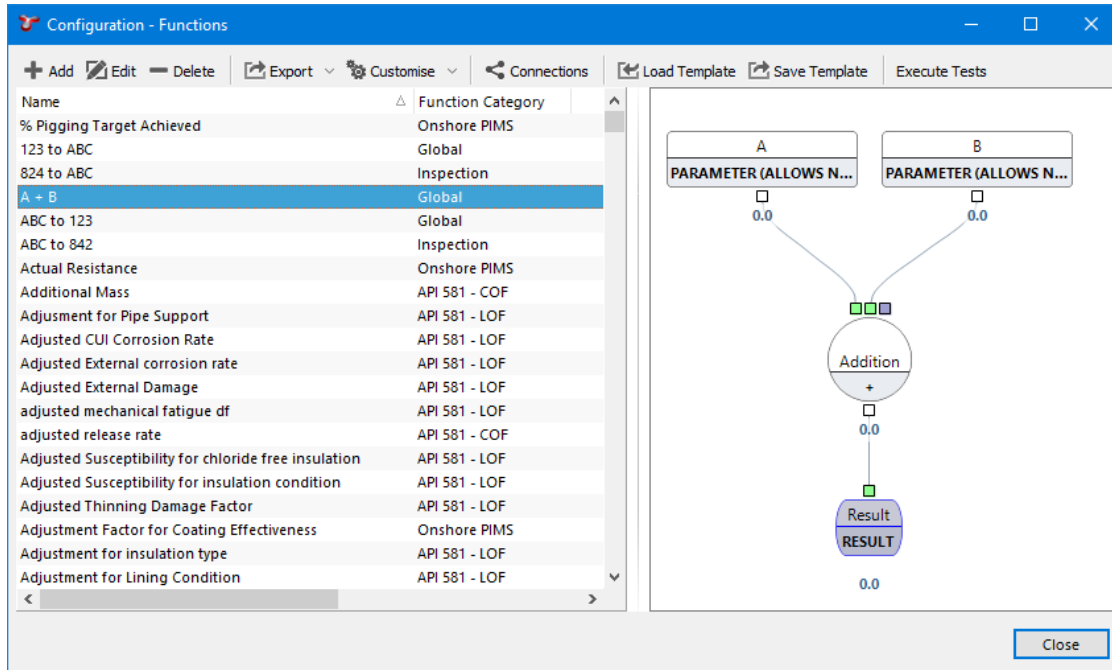 Configuration - Functions
Add Edit Delete Export Customise Connections Load Template Save Template Execute Tests
Name Function Category
% Pigging Target Achieved Onshore PIMS
123 to ABC Global
824 to ABC Inspection
A + B Global
ABC to 123 Global
ABC to 842 Inspection
Actual Resistance Onshore PIMS
Additional Mass API 581 - COF
Adjusment for Pipe Support API 581 - LOF
Adjusted CUI Corrosion Rate API 581 - LOF
Adjusted External corrosion rate API 581 - LOF
Adjusted External Damage API 581 - LOF
adjusted mechanical fatigue df API 581 - LOF
adjusted release rate API 581 - COF
Adjusted Susceptibility for chloride free insulation API 581 - LOF
Adjusted Susceptibility for insulation condition API 581 - LOF
Adjusted Thinning Damage Factor API 581 - LOF
Adjustment Factor for Coating Effectiveness Onshore PIMS
Adjustment for insulation type API 581 - LOF
Adjustment for Lining Condition API 581 - LOF
A B
PARAMETER (ALLOWS N... PARAMETER (ALLOWS N...
0.0 0.0
Addition
+
0.0
Result
RESULT
0.0
Close